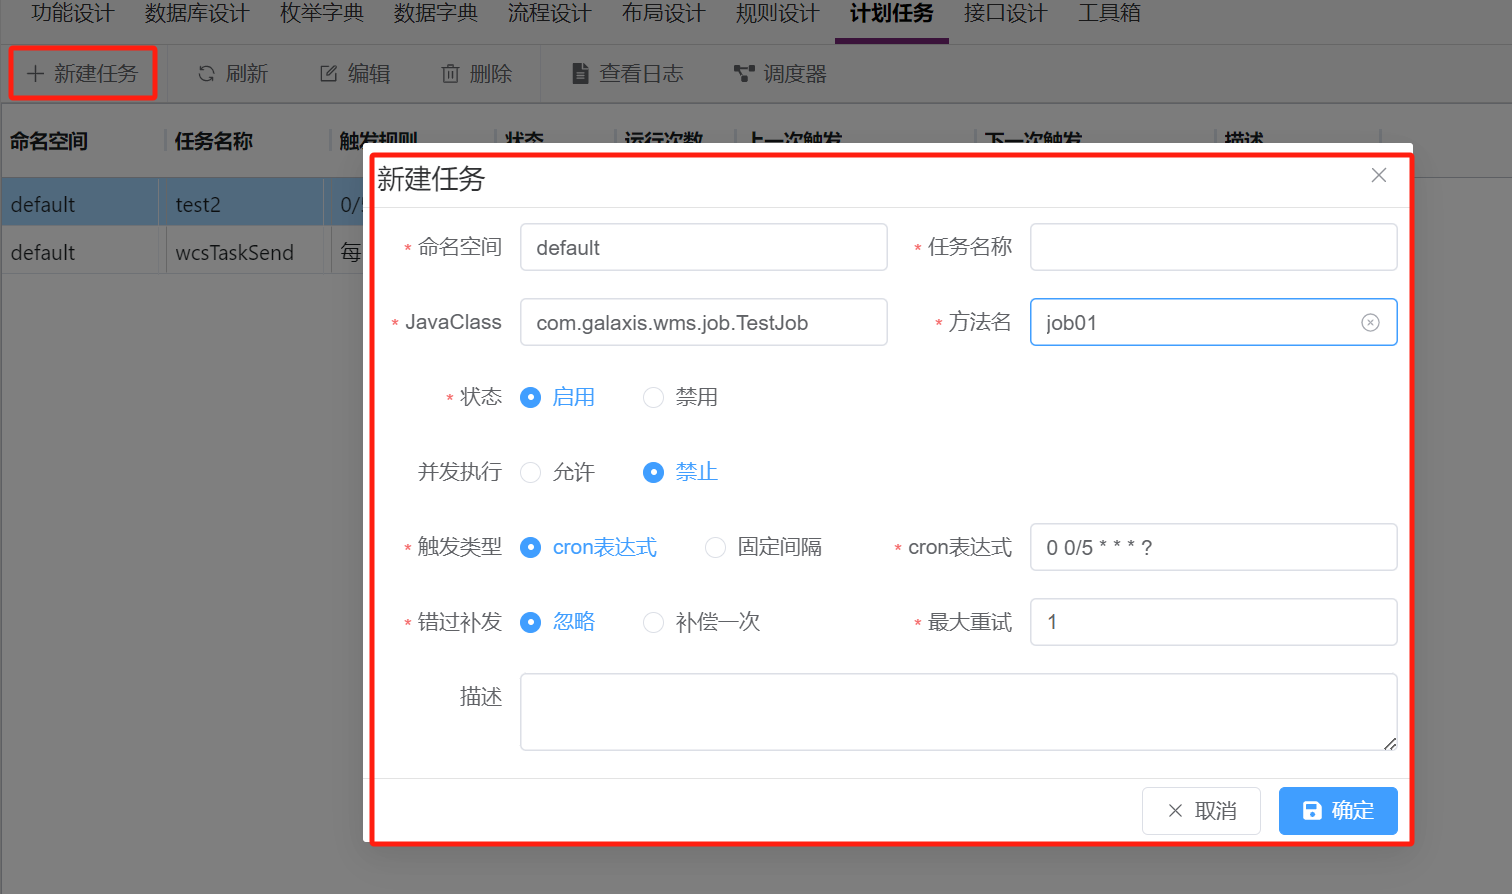 功能设计 数据库设计 枚举字典 数据字典 流程设计 布局设计 规则设计 计划任务 接口设计 工具箱
新建任务 刷新 编辑 删除 查看日志 调度器
命名空间 任务名称 触发规则 状态 运行次数 上一次触发 下一次触发 描述
default test2 0/
default wcsTaskSend 每
新建任务
* 命名空间 default * 任务名称
* JavaClass com.galaxis.wms.job.TestJob * 方法名 job01
* 状态 启用 禁用
并发执行 允许 禁止
* 触发类型 cron表达式 固定间隔 * cron表达式 0 0/5 * * * ?
* 错过补发 忽略 补偿一次 * 最大重试 1
描述
取消 确定